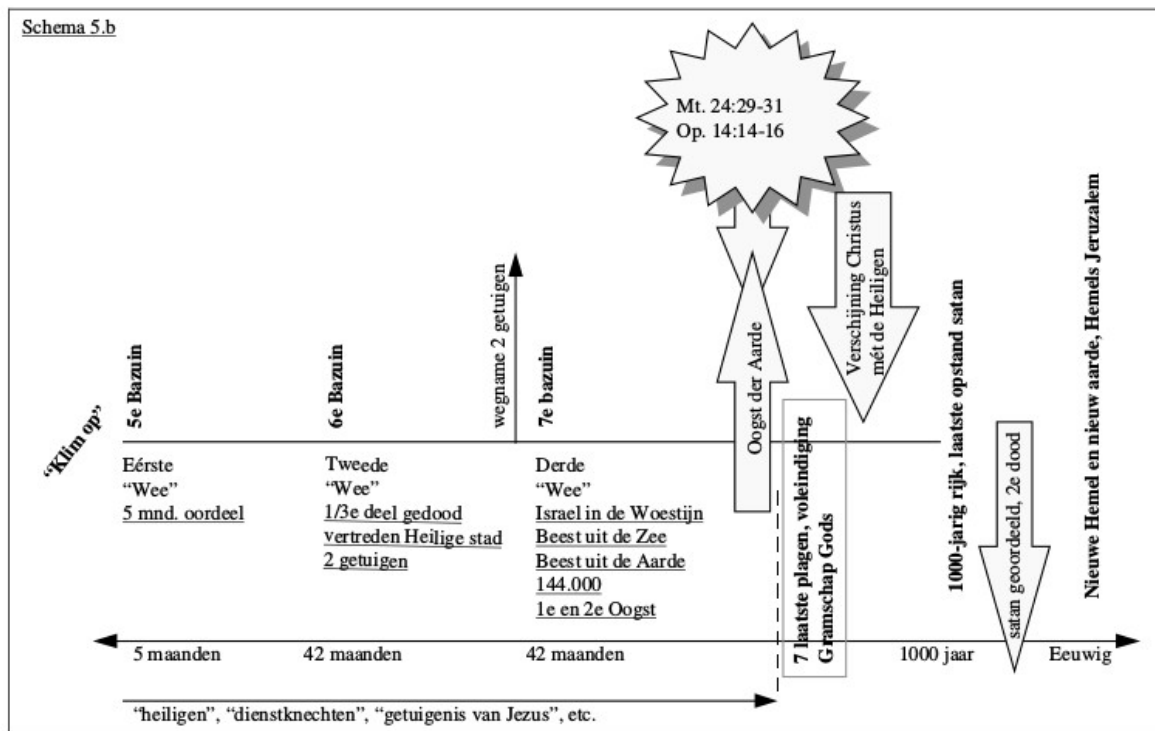 Schema 5.b
Mt. 24:29-31
Op. 14:14-16
“Klim op”
5e Bazuin
6e Bazuin
wegname 2 getuigen
7e bazuin
Oogst der Aarde
Verschijning Christus
mét de Heiligen
1000-jarig rijk, laatste opstand satan
Nieuwe Hemel en nieuw aarde, Hemels Jeruzalem
Eérste
“Wee”
5 mnd. oordeel
Tweede
“Wee”
1/3e deel gedood
vertreden Heilige stad
2 getuigen
Derde
“Wee”
Israel in de Woestijn
Beest uit de Zee
Beest uit de Aarde
144.000
1e en 2e Oogst
7 laatste plagen, voleindiging
Gramschap Gods
satan geoordeeld, 2e dood
5 maanden
42 maanden
42 maanden
1000 jaar
Eeuwig
“heiligen”, “dienstknechten”, “getuigenis van Jezus”, etc.